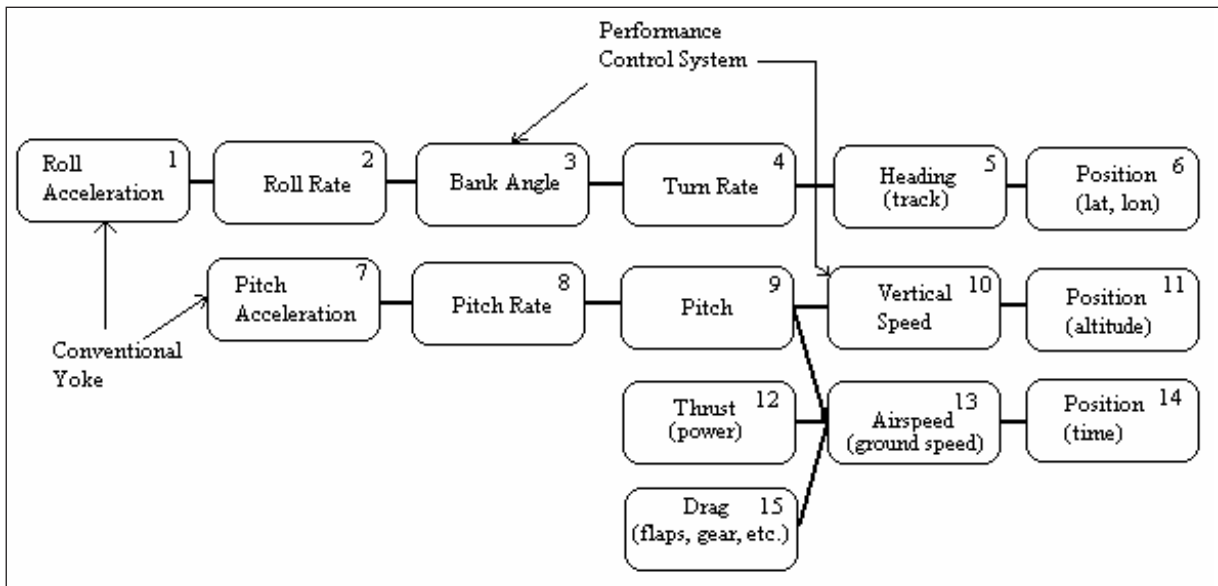 Performance
Control System
Roll
Acceleration
1
Roll Rate
2
Bank Angle
3
Turn Rate
4
Heading
(track)
5
Position
(lat, lon)
6
Pitch
Acceleration
7
Pitch Rate
8
Pitch
9
Vertical
Speed
10
Position
(altitude)
11
Conventional
Yoke
Thrust
(power)
12
Airspeed
(ground speed)
13
Position
(time)
14
Drag
(flaps, gear, etc.)
15